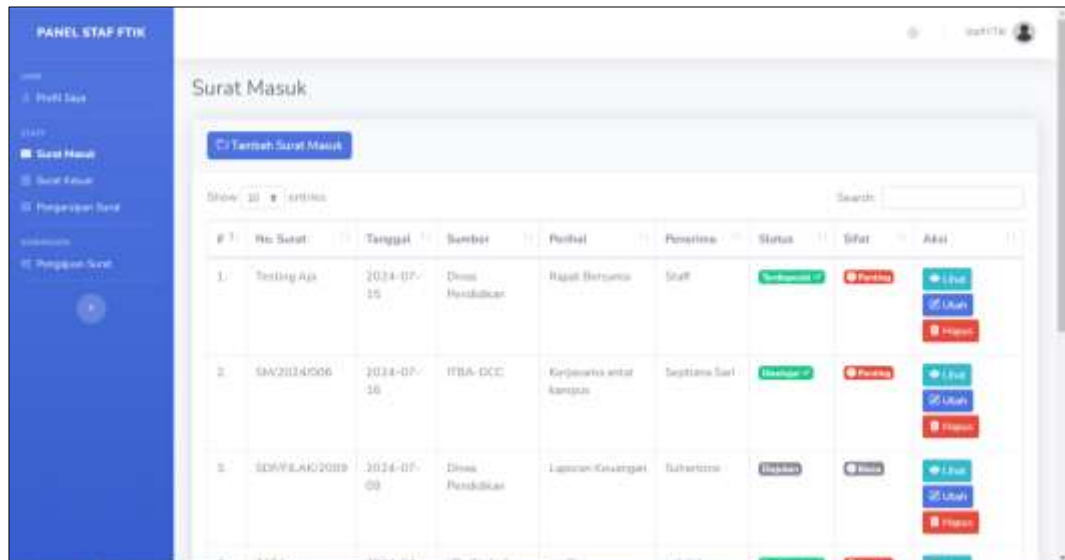 PANEL STAF FTIK
Profil Saya
STAFF
Surat Masuk
Surat Keluar
Pengarsipan Surat
Pengajuan Surat
Surat Masuk
Tambah Surat Masuk
Show 10 entries
Search:
# No. Surat Tanggal Sumber Perihal Penerima Status Sifat Aksi
1. Testing Aja 2024-07-15 Dinas Pendidikan Rapat Bersama Staff Penting Lihat
Ubah
Hapus
2. SM/2024/006 2024-07-16 ITBA-DCC Kerjasama antar kampus Septiana Sari Disetujui Penting Lihat
Ubah
Hapus
3. 2024-07-09 Dinas Pendidikan Laporan Keuangan Suhartono Diajukan Biasa Lihat
Ubah
Hapus